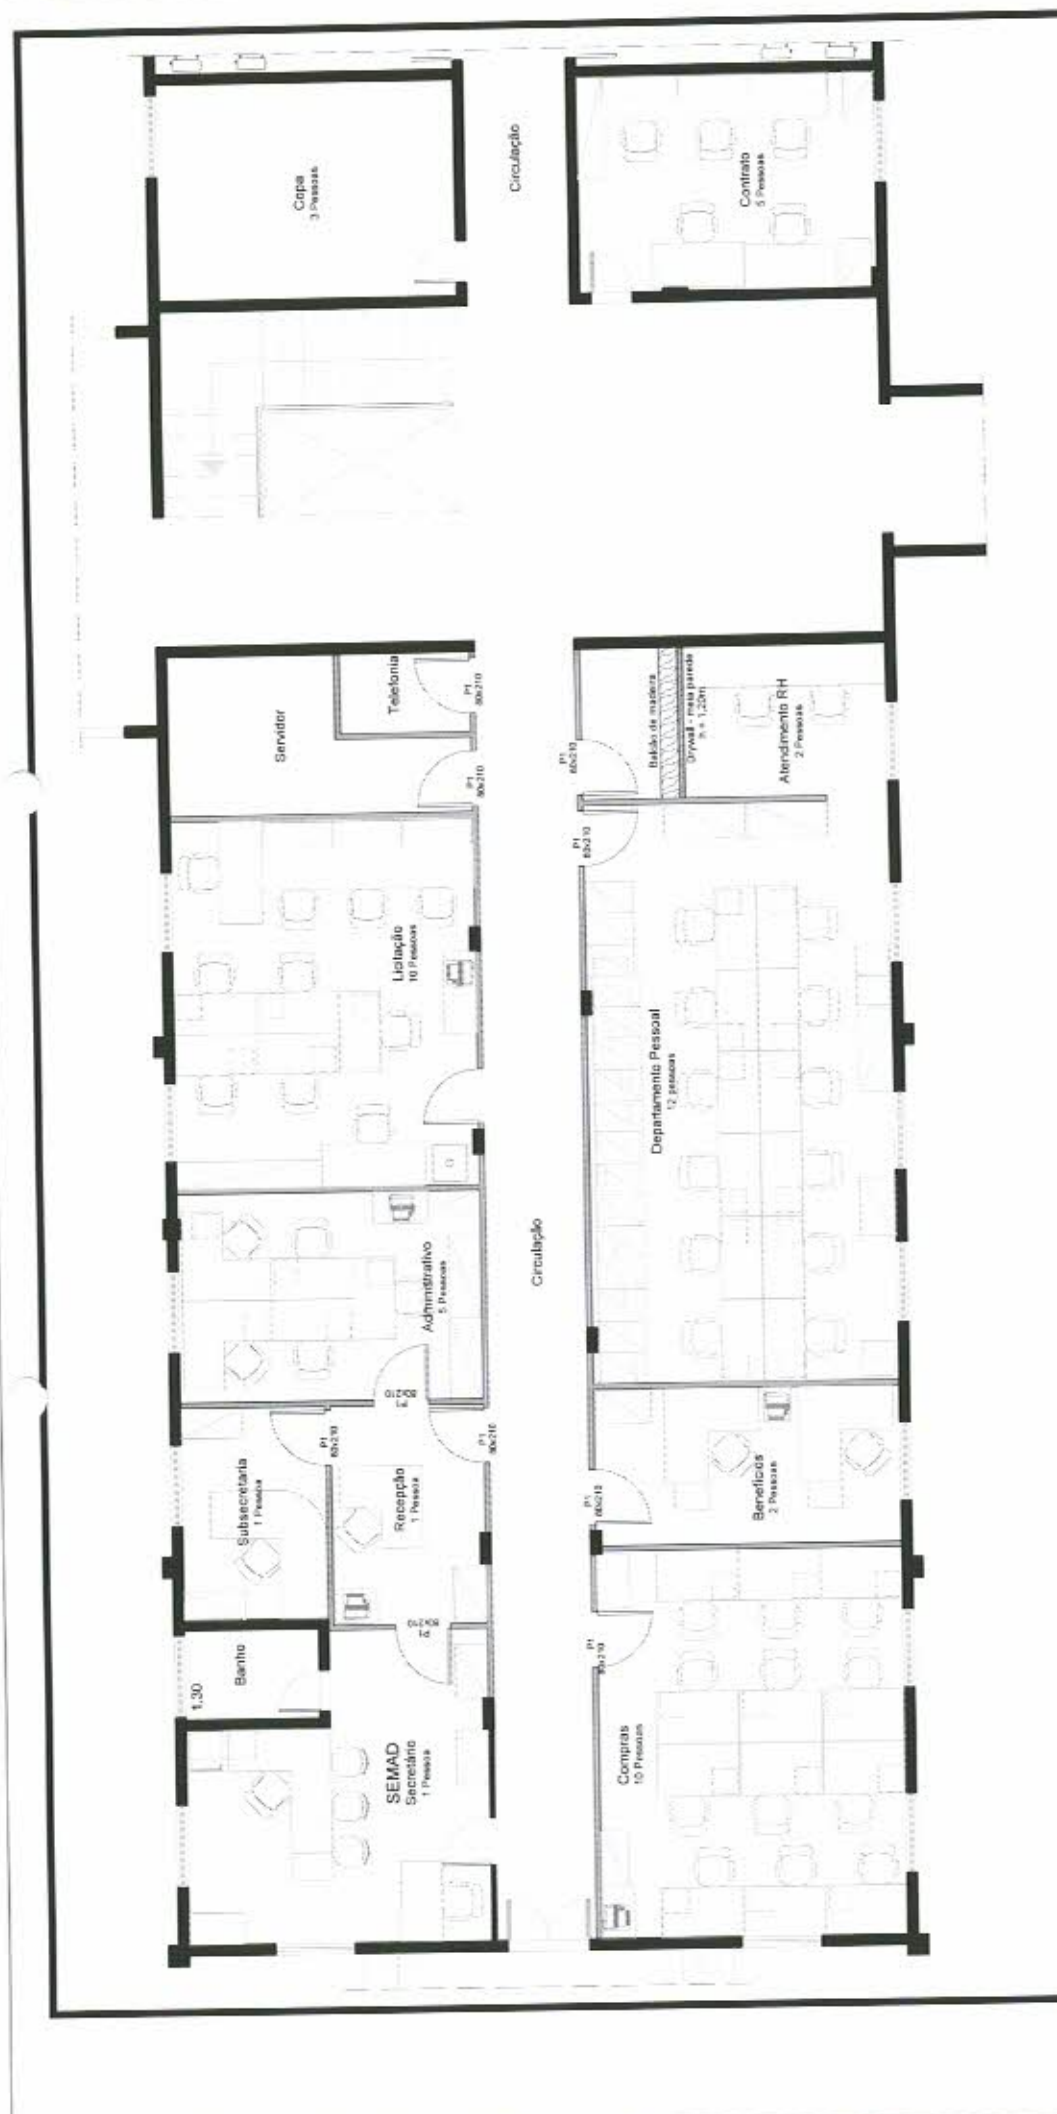 Copa
3 Pessoas
Circulação
Contrato
5 Pessoas
Servidor
Telefonia
P1
80x210
P1
80x210
P1
80x210
P1
80x210
Balcão de madeira
Drywall - meia parede
h = 1,20m
Atendimento RH
2 Pessoas
Licitação
10 Pessoas
Departamento Pessoal
12 pessoas
Administrativo
5 Pessoas
P1
80x210
Circulação
Subsecretaria
1 Pessoa
P1
80x210
Recepção
1 Pessoa
P1
80x210
P1
80x210
Benefícios
2 Pessoas
P1
80x210
Banho
1.30
SEMAD
Secretário
1 Pessoa
Compras
10 Pessoas
P1
80x210